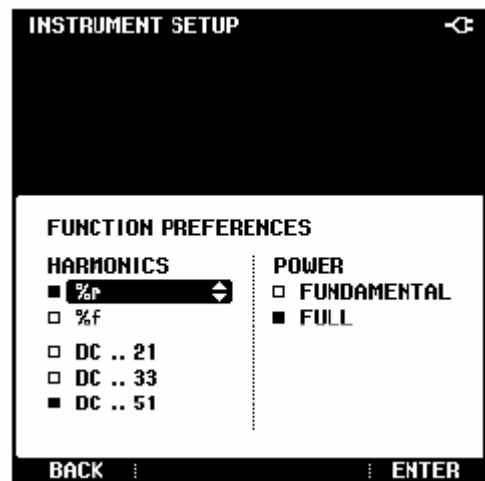 INSTRUMENT SETUP
FUNCTION PREFERENCES
HARMONICS
%r
%f
DC .. 21
DC .. 33
DC .. 51
POWER
FUNDAMENTAL
FULL
BACK
ENTER